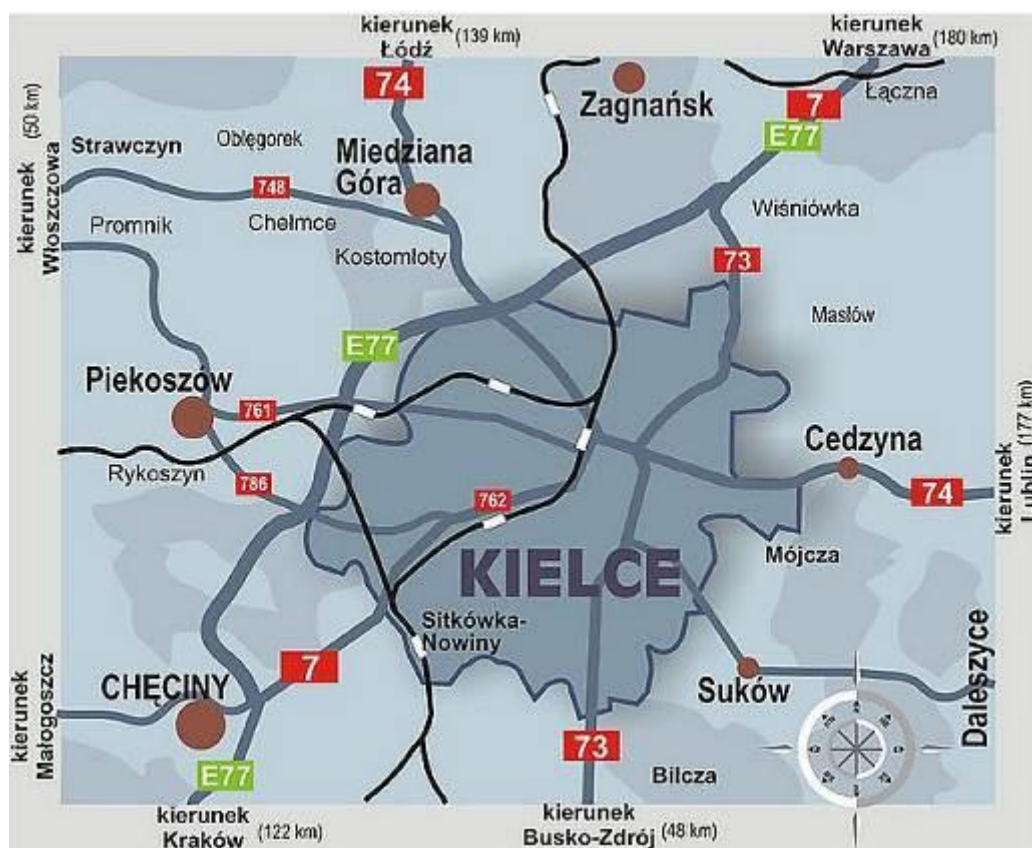 kierunek
Łódź (139 km)
kierunek
Warszawa (180 km)
74
Zagnańsk
7
Łączna
E77
kierunek (50 km)
Włoszczowa
Strawczyn
Oblęgorek
Miedziana
Góra
748
Chełmce
Promnik
Kostomłoty
Wiśniówka
73
Masłów
E77
Piekoszów
761
Cedzyna
Rykoszyn
786
762
74
kierunek
Lublin (177 km)
KIELCE
Mójcza
Sitkówka-
Nowiny
7
CHĘCINY
Suków
Daleszyce
kierunek
Małogoszcz
73
E77
Bilcza
kierunek
Kraków (122 km)
kierunek
Busko-Zdrój (48 km)